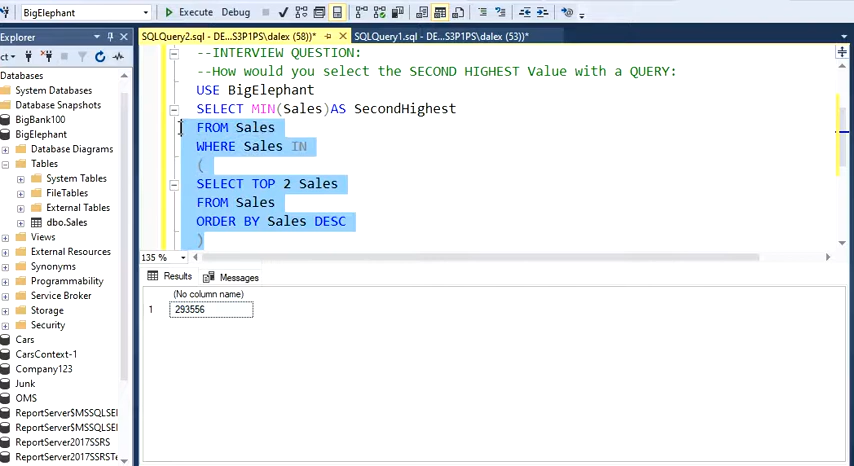 BigElephant
Execute
Debug
SQLQuery2.sql - DE...S3P1PS\dalex (58))*
SQLQuery1.sql - DE...S3P1PS\dalex (53))*
Explorer
ct
Databases
System Databases
Database Snapshots
BigBank100
BigElephant
Database Diagrams
Tables
System Tables
FileTables
External Tables
dbo.Sales
Views
External Resources
Synonyms
Programmability
Service Broker
Storage
Security
Cars
CarsContext-1
Company123
Junk
OMS
ReportServer$MSSQLSE
ReportServer$MSSQLSE
ReportServer2017SSRS
ReportServer2017SSRSTe
--INTERVIEW QUESTION:
--How would you select the SECOND HIGHEST Value with a QUERY:
USE BigElephant
SELECT MIN(Sales)AS SecondHighest
FROM Sales
WHERE Sales IN
(
SELECT TOP 2 Sales
FROM Sales
ORDER BY Sales DESC
)
135 %
Results
Messages
(No column name)
1 293556